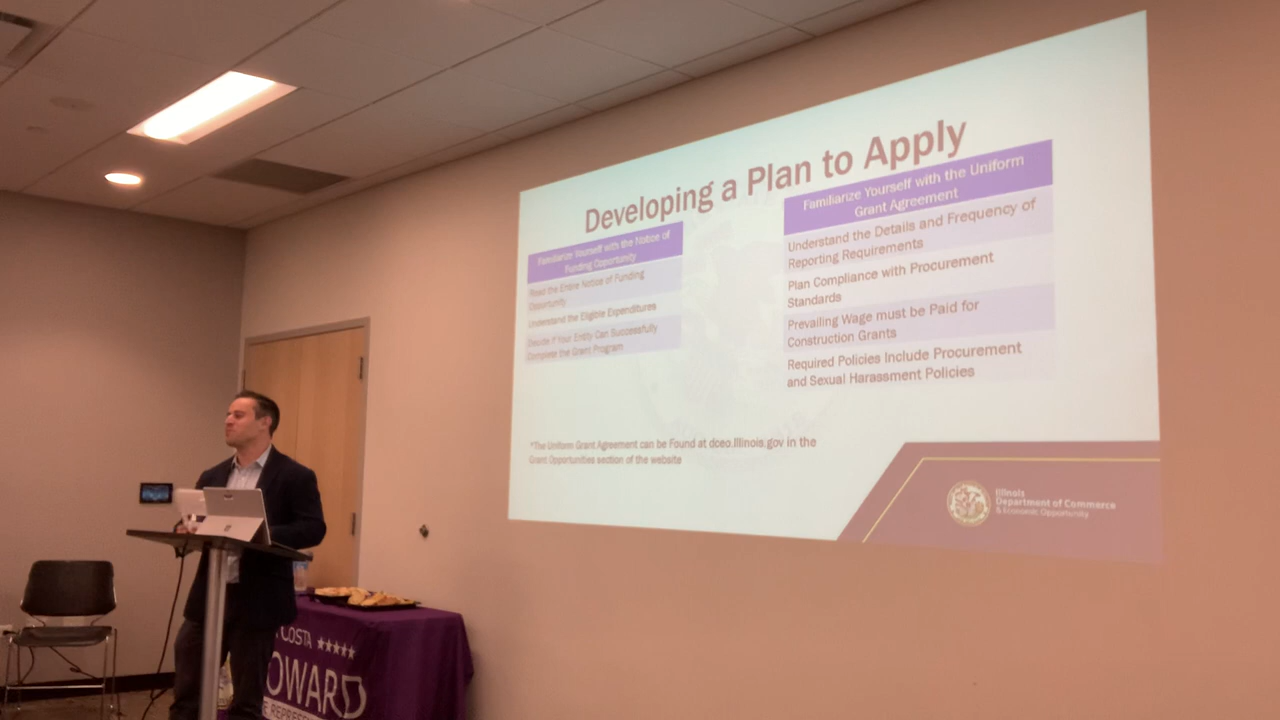 Developing a Plan to Apply
Familiarize Yourself with the Notice of
Funding Opportunity
Read the Entire Notice of Funding
Opportunity
Understand the Eligible Expenditures
Decide if Your Entity Can Successfully
Complete the Grant Program
Familiarize Yourself with the Uniform
Grant Agreement
Understand the Details and Frequency of
Reporting Requirements
Plan Compliance with Procurement
Standards
Prevailing Wage must be Paid for
Construction Grants
Required Policies Include Procurement
and Sexual Harassment Policies
*The Uniform Grant Agreement can be Found at dceo.Illinois.gov in the
Grant Opportunities section of the website
Illinois
Department of Commerce
& Economic Opportunity
COSTA
OWARD
E REPRES